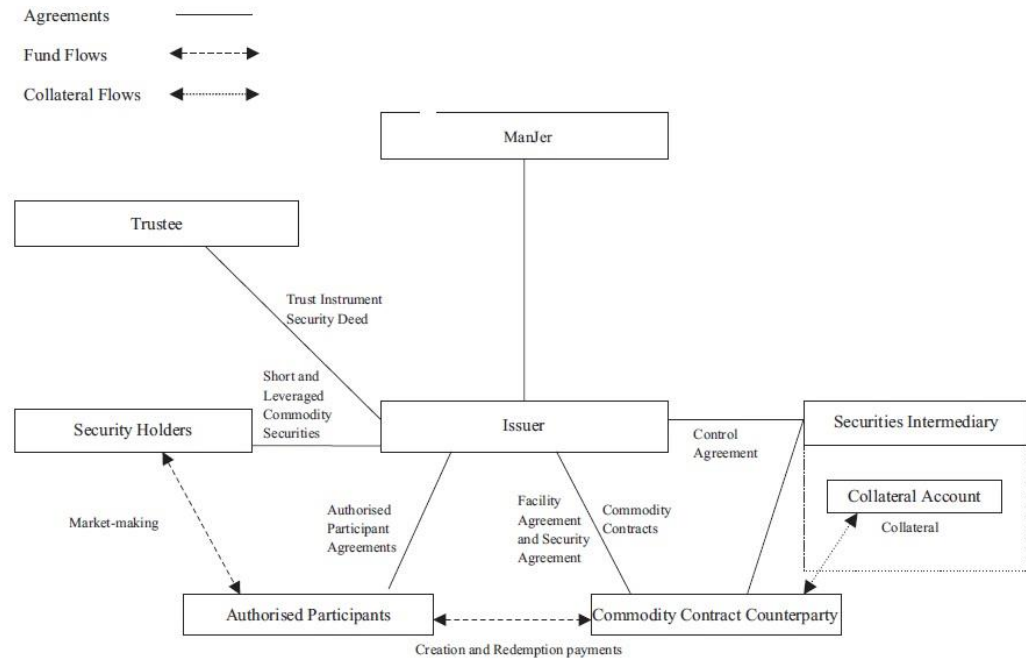 Agreements
Fund Flows
Collateral Flows
ManJer
Trustee
Trust Instrument
Security Deed
Short and
Leveraged
Commodity
Securities
Security Holders
Issuer
Securities Intermediary
Control
Agreement
Collateral Account
Collateral
Market-making
Authorised
Participant
Agreements
Facility
Agreement
and Security
Agreement
Commodity
Contracts
Authorised Participants
Commodity Contract Counterparty
Creation and Redemption payments